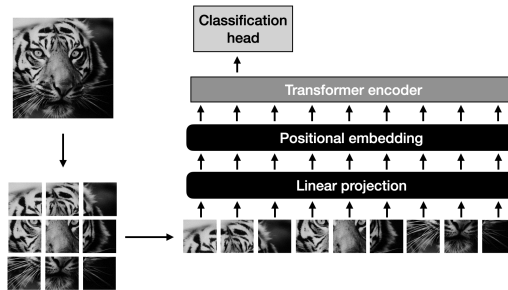 Classification
head
Transformer encoder
Positional embedding
Linear projection